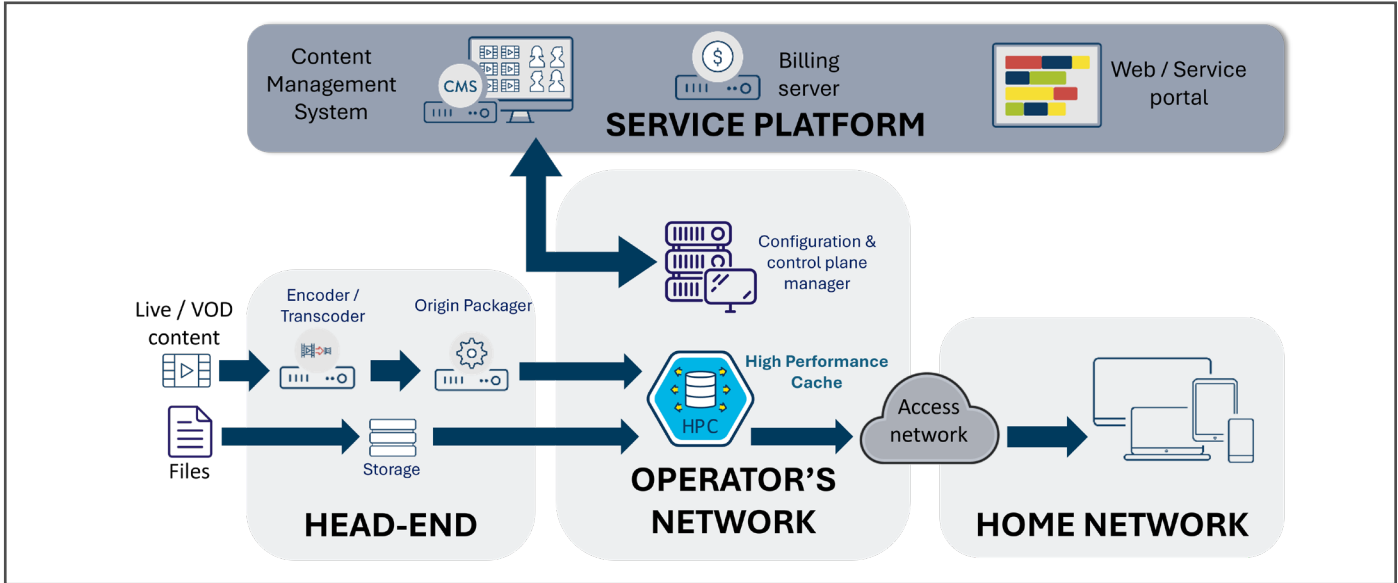 Content
Management
System
CMS
$
Billing
server
Web / Service
portal
SERVICE PLATFORM
Configuration &
control plane
manager
Live / VOD
content
Encoder /
Transcoder
Origin Packager
High Performance
Cache
HPC
Access
network
Files
Storage
HEAD-END
OPERATOR'S
NETWORK
HOME NETWORK